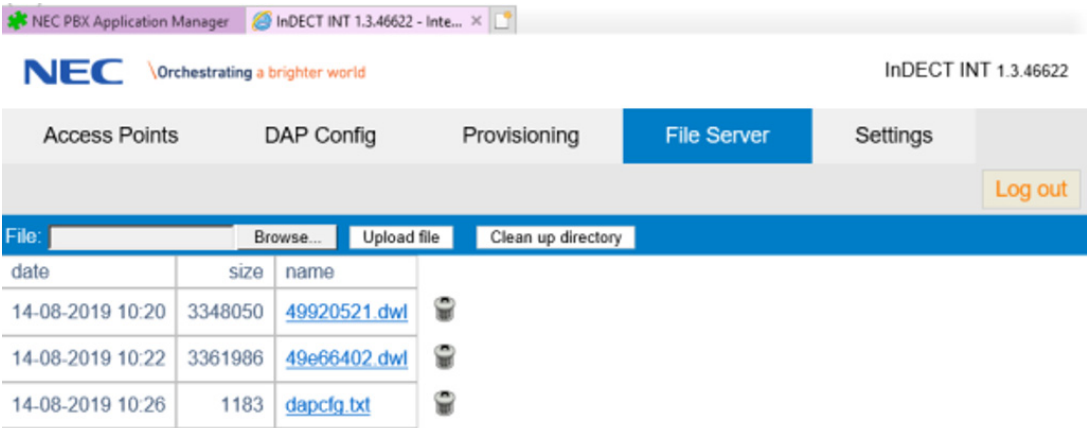 NEC PBX Application Manager InDECT INT 1.3.46622 - Inte...
NEC \Orchestrating a brighter world InDECT INT 1.3.46622
Access Points DAP Config Provisioning File Server Settings
Log out
File: Browse... Upload file Clean up directory
date size name
14-08-2019 10:20 3348050 49920521.dwl
14-08-2019 10:22 3361986 49e66402.dwl
14-08-2019 10:26 1183 dapcfg.txt